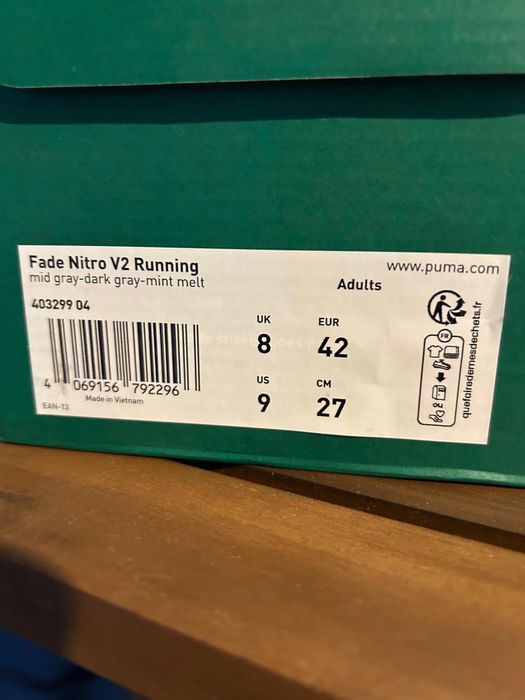 Fade Nitro V2 Running
www.puma.com
mid gray-dark gray-mint melt
Adults
403299 04
UK
8
EUR
42
US
9
CM
27
4 069156 792296
Made in Vietnam
EAN-13
FR
quefairedemesdechets.fr